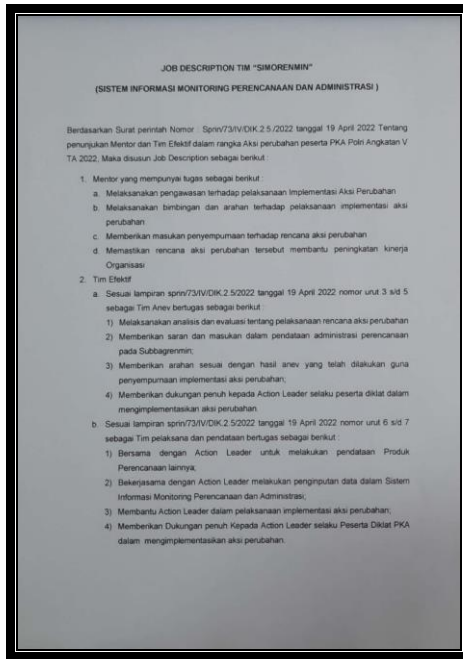 JOB DESCRIPTION TIM "SIMORENMIN"
(SISTEM INFORMASI MONITORING PERENCANAAN DAN ADMINISTRASI )
Berdasarkan Surat perintah Nomor : Sprin/73/IV/DIK.2.5./2022 tanggal 19 April 2022 Tentang
penunjukan Mentor dan Tim Efektif dalam rangka Aksi perubahan peserta PKA Polri Angkatan V
TA 2022, Maka disusun Job Description sebagai berikut :
1. Mentor yang mempunyai tugas sebagai berikut :
a. Melaksanakan pengawasan terhadap pelaksanaan Implementasi Aksi Perubahan
b. Melaksanakan bimbingan dan arahan terhadap pelaksanaan implementasi aksi
perubahan.
c. Memberikan masukan penyempurnaan terhadap rencana aksi perubahan
d. Memastikan rencana aksi perubahan tersebut membantu peningkatan kinerja
Organisasi
2. Tim Efektif
a. Sesuai lampiran sprin/73/IV/DIK.2.5/2022 tanggal 19 April 2022 nomor urut 3 s/d 5
sebagai Tim Anev bertugas sebagai berikut :
1) Melaksanakan analisis dan evaluasi tentang pelaksanaan rencana aksi perubahan
2) Memberikan saran dan masukan dalam pendataan administrasi perencanaan
pada Subbagrenmin;
3) Memberikan arahan sesuai dengan hasil anev yang telah dilakukan guna
penyempurnaan implementasi aksi perubahan;
4) Memberikan dukungan penuh kepada Action Leader selaku peserta diklat dalam
mengimplementasikan aksi perubahan.
b. Sesuai lampiran sprin/73/IV/DIK.2.5/2022 tanggal 19 April 2022 nomor urut 6 s/d 7
sebagai Tim pelaksana dan pendataan bertugas sebagai berikut :
1) Bersama dengan Action Leader untuk melakukan pendataan Produk
Perencanaan lainnya;
2) Bekerjasama dengan Action Leader melakukan penginputan data dalam Sistem
Informasi Monitoring Perencanaan dan Administrasi;
3) Membantu Action Leader dalam pelaksanaan implementasi aksi perubahan;
4) Memberikan Dukungan penuh Kepada Action Leader selaku Peserta Diklat PKA
dalam mengimplementasikan aksi perubahan.